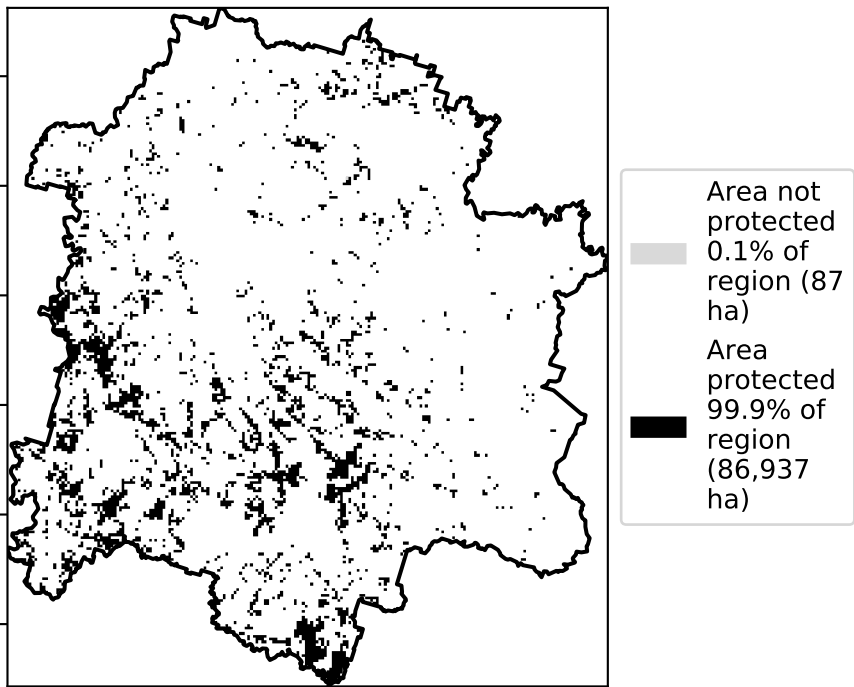 Area not
protected
0.1% of
region (87
ha)
Area
protected
99.9% of
region
(86,937
ha)